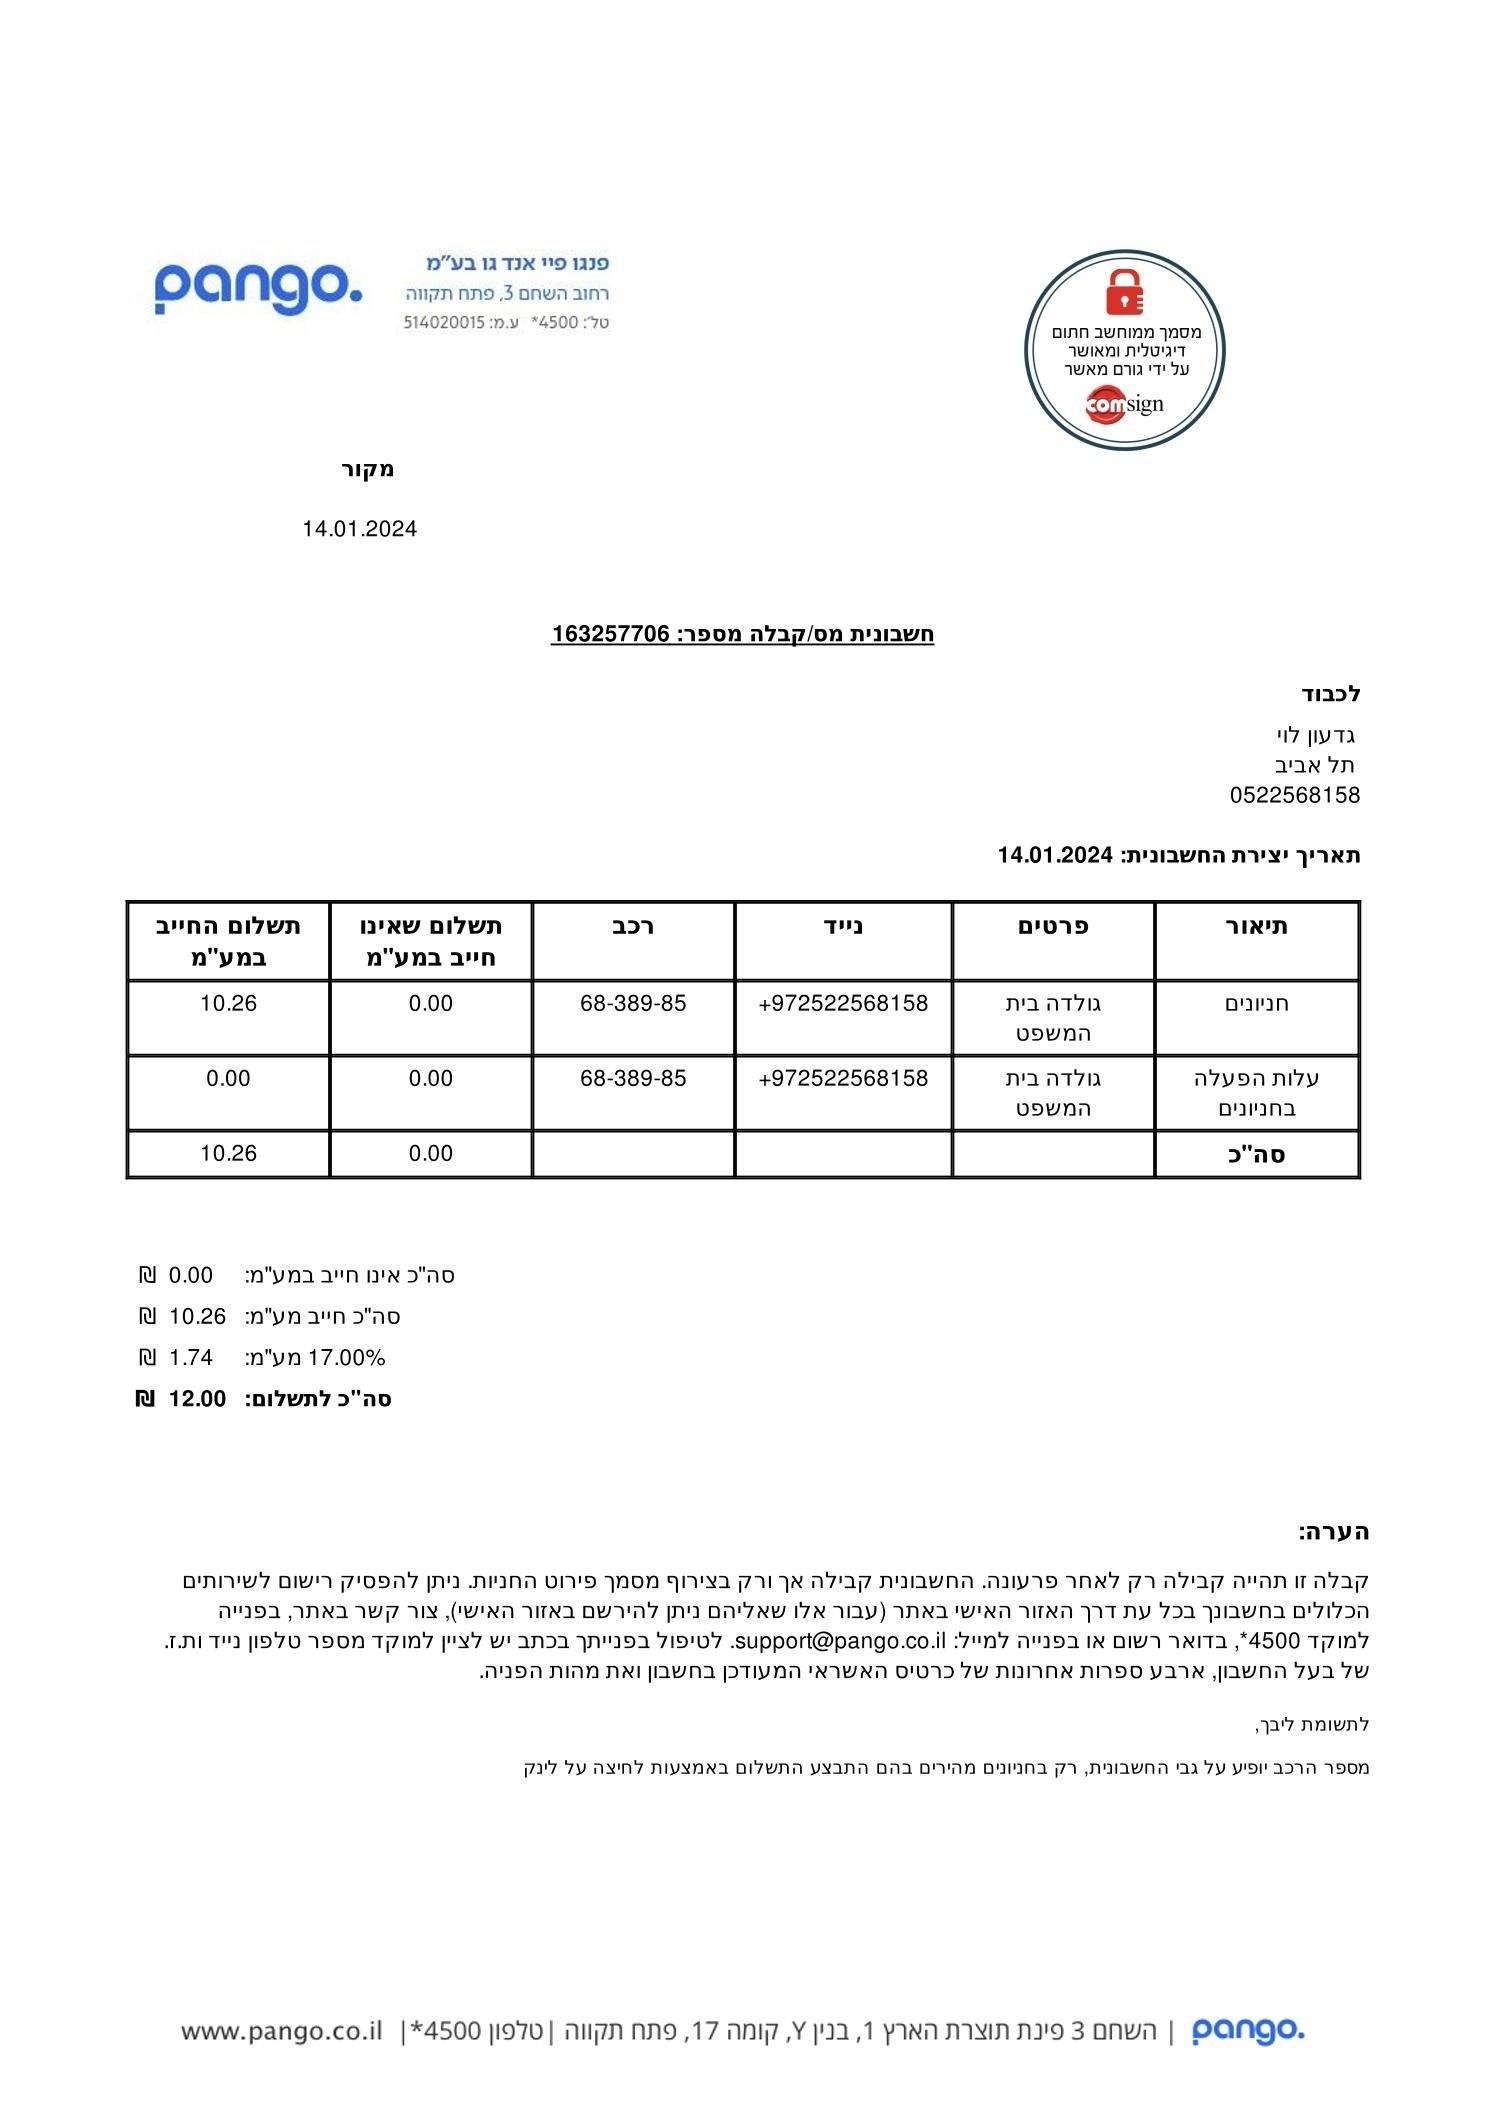 pango.
פנגו פיי אנד גו בע"מ
רחוב השחם 3, פתח תקווה
טל': 4500* ע.מ: 514020015
מסמך ממוחשב חתום
דיגיטלית ומאושר
על ידי גורם מאשר
comsign
מקור
14.01.2024
חשבונית מס/קבלה מספר: 163257706
לכבוד
גדעון לוי
תל אביב
0522568158
תאריך יצירת החשבונית: 14.01.2024
תיאור פרטים נייד רכב תשלום שאינו חייב במע"מ תשלום החייב במע"מ
חניונים גולדה בית המשפט +972522568158 68-389-85 0.00 10.26
עלות הפעלה בחניונים גולדה בית המשפט +972522568158 68-389-85 0.00 0.00
סה"כ 0.00 10.26
סה"כ אינו חייב במע"מ: 0.00 ₪
סה"כ חייב מע"מ: 10.26 ₪
17.00% מע"מ: 1.74 ₪
סה"כ לתשלום: 12.00 ₪
הערה:
קבלה זו תהייה קבילה רק לאחר פרעונה. החשבונית קבילה אך ורק בצירוף מסמך פירוט החניות. ניתן להפסיק רישום לשירותים
הכלולים בחשבונך בכל עת דרך האזור האישי באתר (עבור אלו שאליהם ניתן להירשם באזור האישי), צור קשר באתר, בפנייה
למוקד 4500*, בדואר רשום או בפנייה למייל: support@pango.co.il. לטיפול בפנייתך בכתב יש לציין למוקד מספר טלפון נייד ות.ז.
של בעל החשבון, ארבע ספרות אחרונות של כרטיס האשראי המעודכן בחשבון ואת מהות הפניה.
לתשומת ליבך,
מספר הרכב יופיע על גבי החשבונית, רק בחניונים מהירים בהם התבצע התשלום באמצעות לחיצה על לינק
pango. | השחם 3 פינת תוצרת הארץ 1, בנין Y, קומה 17, פתח תקווה | טלפון 4500* | www.pango.co.il